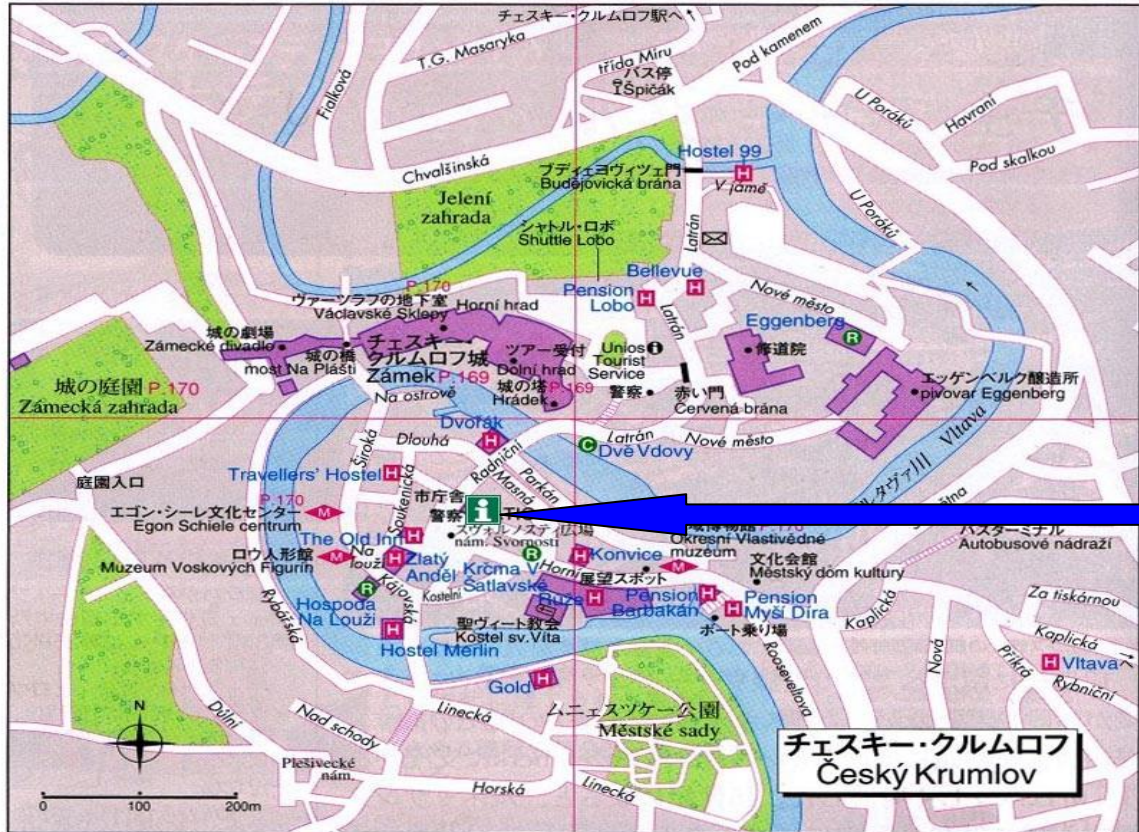 チェスキー・クルムロフ駅へ
T.G. Masaryka
třída Míru
Pod kamenem
バス停
Špičák
Fialková
U Poráků
Havraní
Hostel 99
Chvalšinská
ブディェヨヴィツェ門
Budějovická brána
V jamě
Pod skalkou
Jelení
zahrada
シャトル・ロボ
Shuttle Lobo
Latrán
U Poráků
P.170
ヴァーツラフの地下室
Václavské Sklepy
Horní hrad
Bellevue
Pension
Lobo
Nové město
Eggenberg
R
城の劇場
Zámecké divadlo
城の橋
most Na Plášti
チェスキー・
クルムロフ城
Zámek P.169
ツアー受付
Dolní hrad
城の塔 P.169
Hrádek
Latrán
Unios
Tourist
Service
修道院
警察
赤い門
Červená brána
エッゲンベルク醸造所
pivovar Eggenberg
城の庭園 P.170
Zámecká zahrada
Na ostrově
Dvořák
Dlouhá
Široká
Radniční
Latrán
Nové město
Dvě Vdovy
Vltava
Travellers' Hostel
Masná
Parkán
庭園入口
P.170
エゴン・シーレ文化センター
Egon Schiele centrum
Soukenická
市庁舎
警察
スヴォルノスティ広場
nám. Svornosti
P.170
Okresní Vlastivědné
muzeum
バスターミナル
Autobusové nádraží
The Old Inn
ロウ人形館
Muzeum Voskových Figurín
Na louži
Zlatý
Anděl
Krčma V
Šatlavské
Horní
Konvice
展望スポット
文化会館
Městský dóm kultury
Kájovská
Kostelní
Hospoda
Na Louži
Růže
Pension
Barbakán
Pension
Myší Díra
Kaplická
Za tiskárnou
Rybářská
聖ヴィート教会
Kostel sv.Víta
ボート乗り場
Hostel Merlin
Rooseveltova
Nová
Kaplická
Příkrá
Vltava
Rybniční
Gold
Dúlní
Linecká
ムニェスツケー公園
Městské sady
Nad schody
N
Plešivecké
nám.
Horská
Linecká
チェスキー・クルムロフ
Český Krumlov
0 100 200m